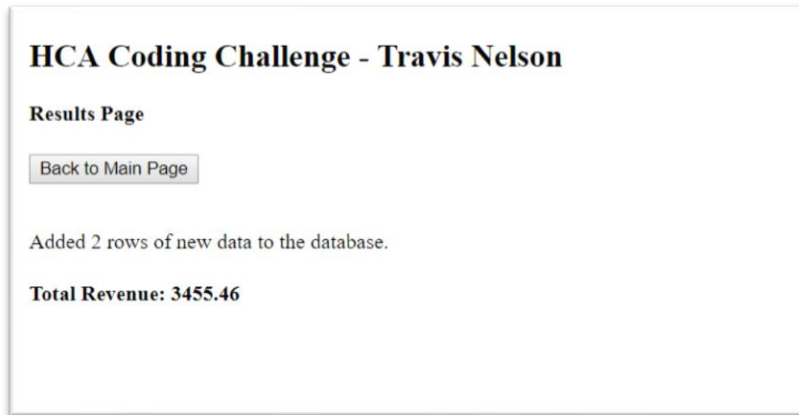 HCA Coding Challenge - Travis Nelson
Results Page
Back to Main Page
Added 2 rows of new data to the database.
Total Revenue: 3455.46